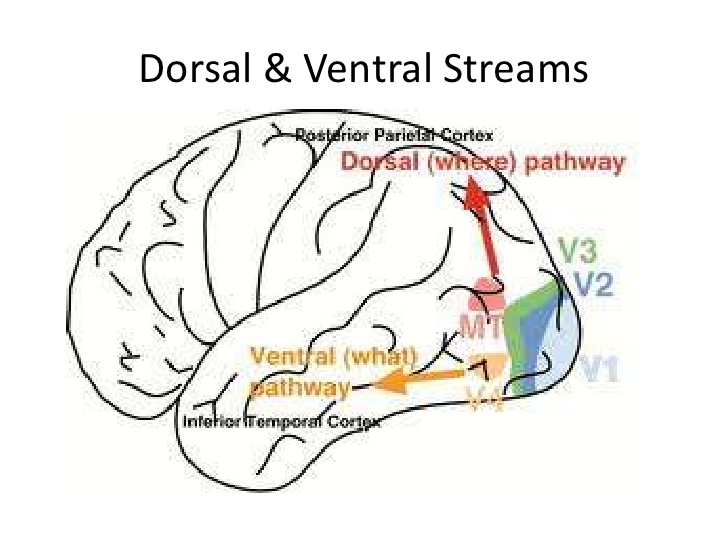 Dorsal & Ventral Streams
Posterior Parietal Cortex
Dorsal (where) pathway
V3
V2
MT
V1
Ventral (what)
pathway
V4
Inferior Temporal Cortex